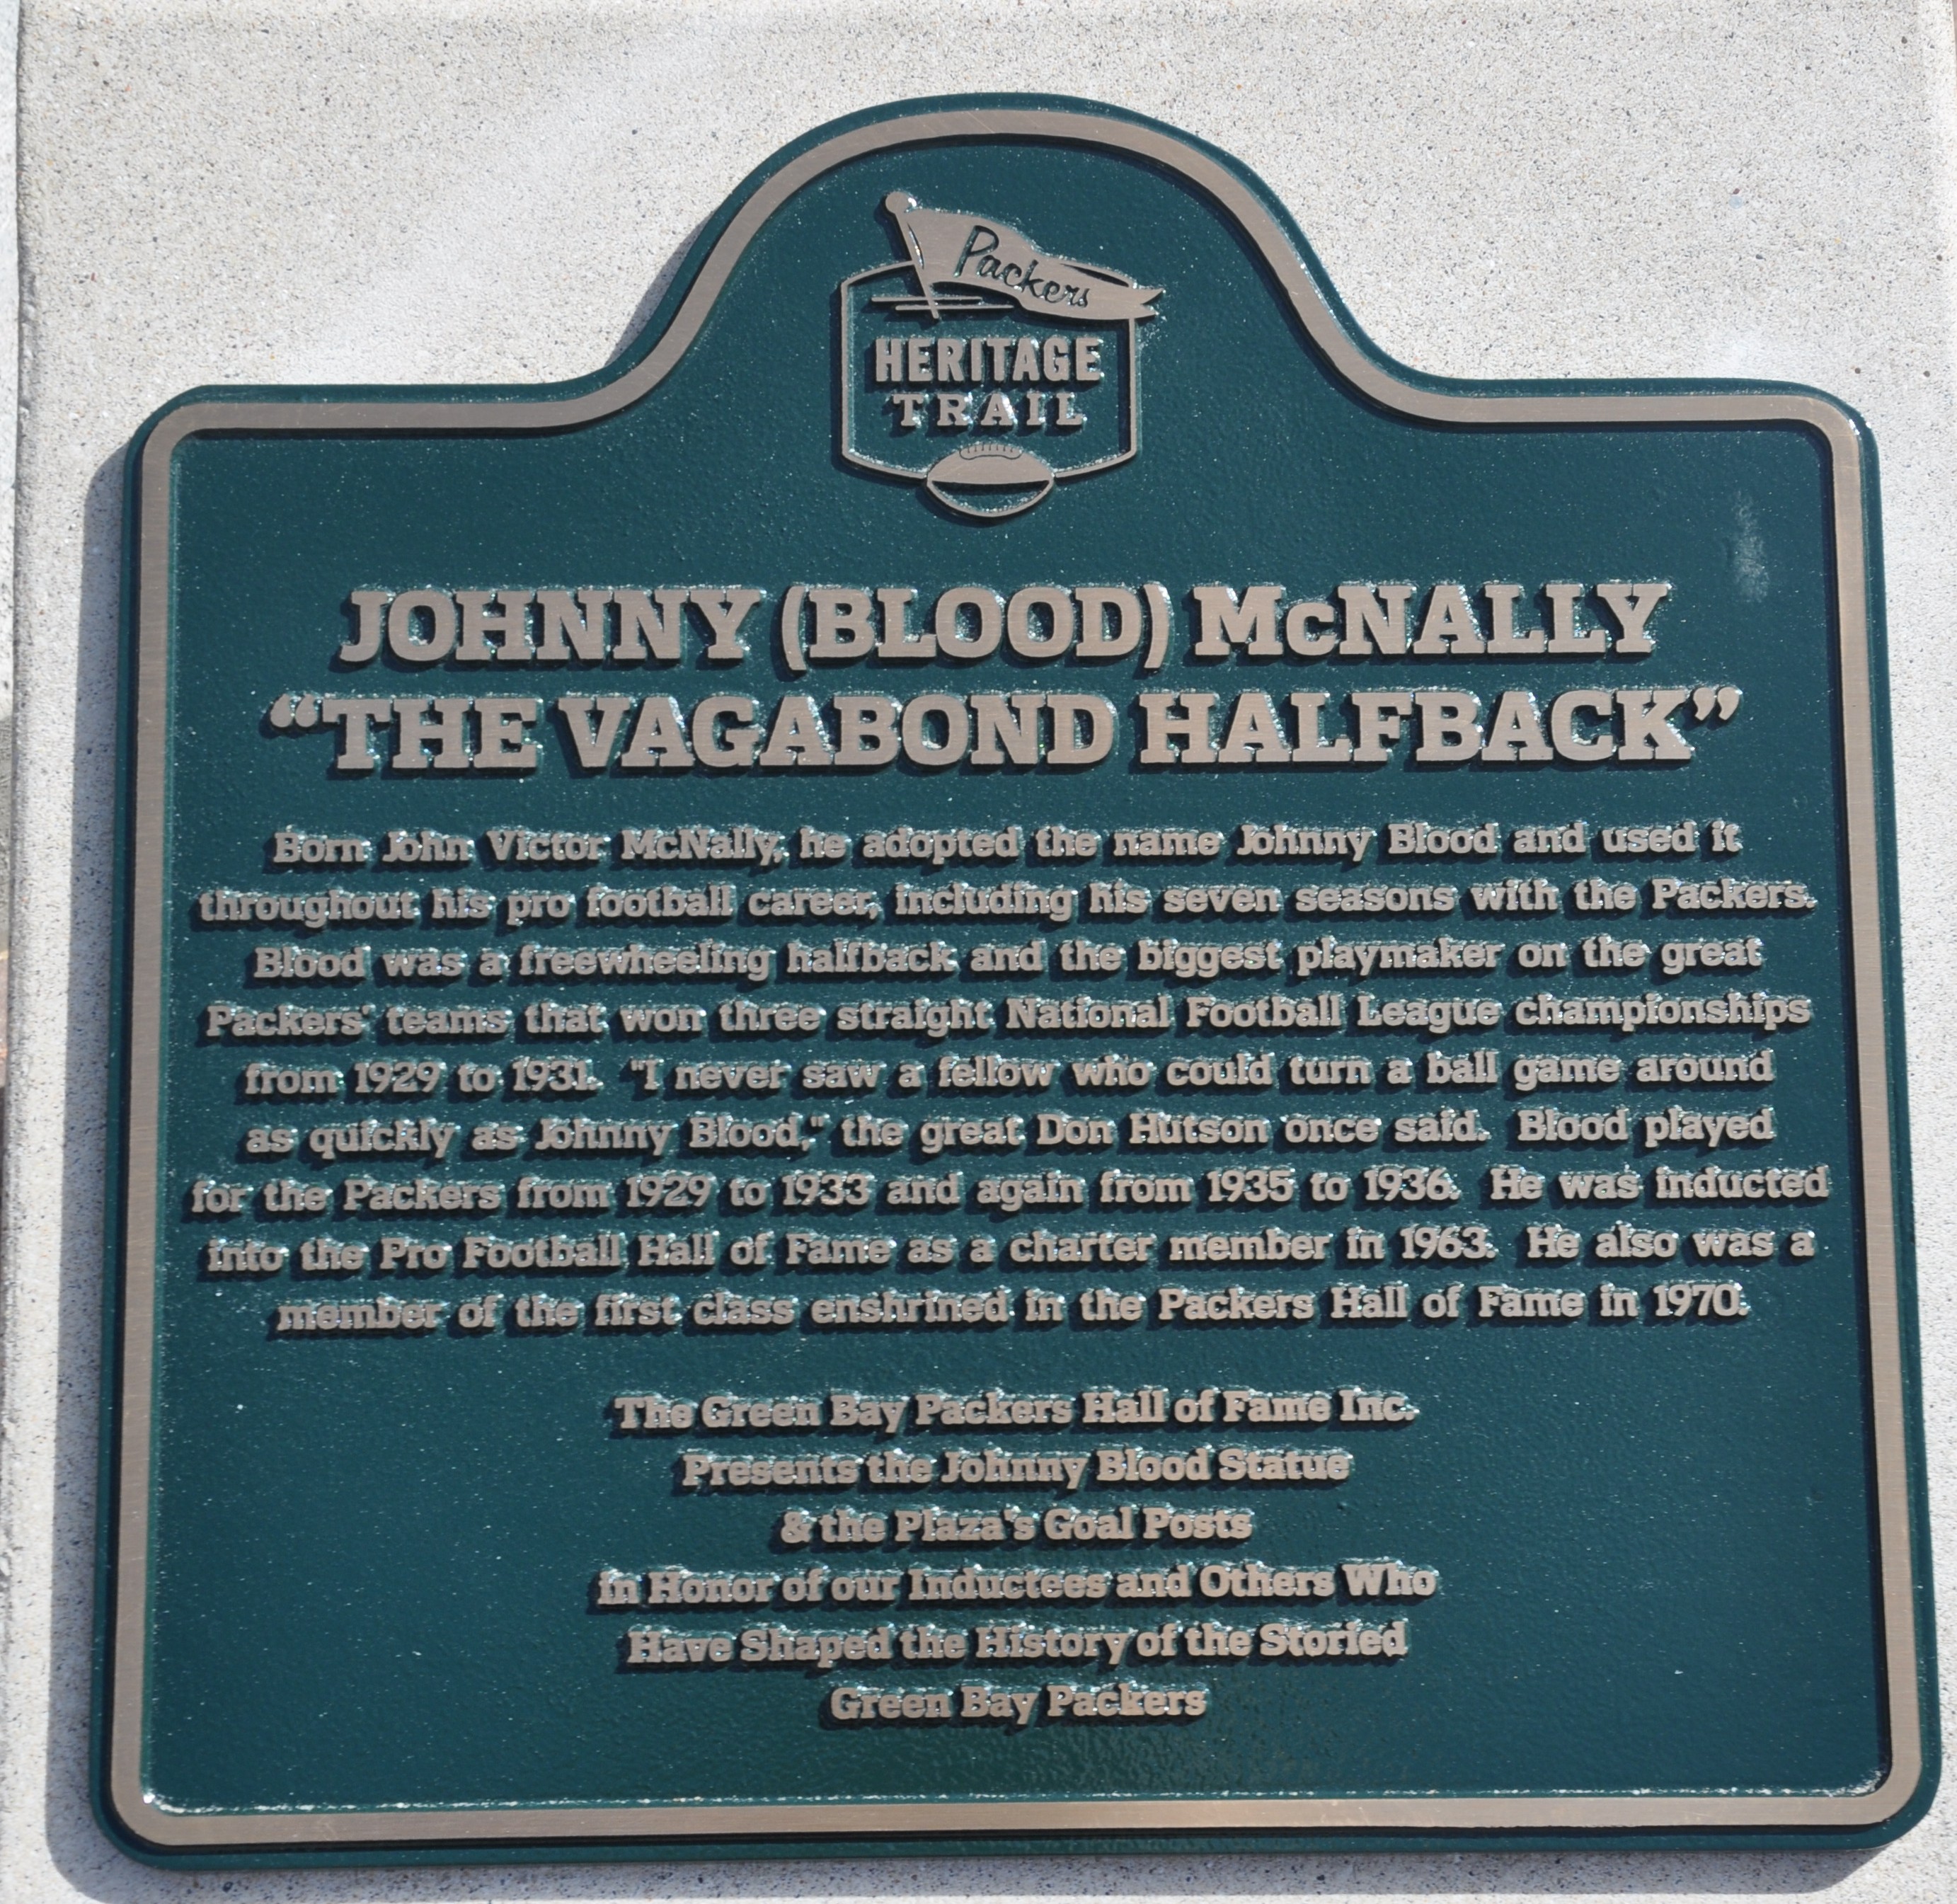 Packers
HERITAGE
TRAIL
JOHNNY (BLOOD) McNALLY
“THE VAGABOND HALFBACK”
Born John Victor McNally, he adopted the name Johnny Blood and used it
throughout his pro football career, including his seven seasons with the Packers.
Blood was a freewheeling halfback and the biggest playmaker on the great
Packers' teams that won three straight National Football League championships
from 1929 to 1931. "I never saw a fellow who could turn a ball game around
as quickly as Johnny Blood," the great Don Hutson once said. Blood played
for the Packers from 1929 to 1933 and again from 1935 to 1936. He was inducted
into the Pro Football Hall of Fame as a charter member in 1963. He also was a
member of the first class enshrined in the Packers Hall of Fame in 1970.
The Green Bay Packers Hall of Fame Inc.
Presents the Johnny Blood Statue
& the Plaza's Goal Posts
in Honor of our Inductees and Others Who
Have Shaped the History of the Storied
Green Bay Packers